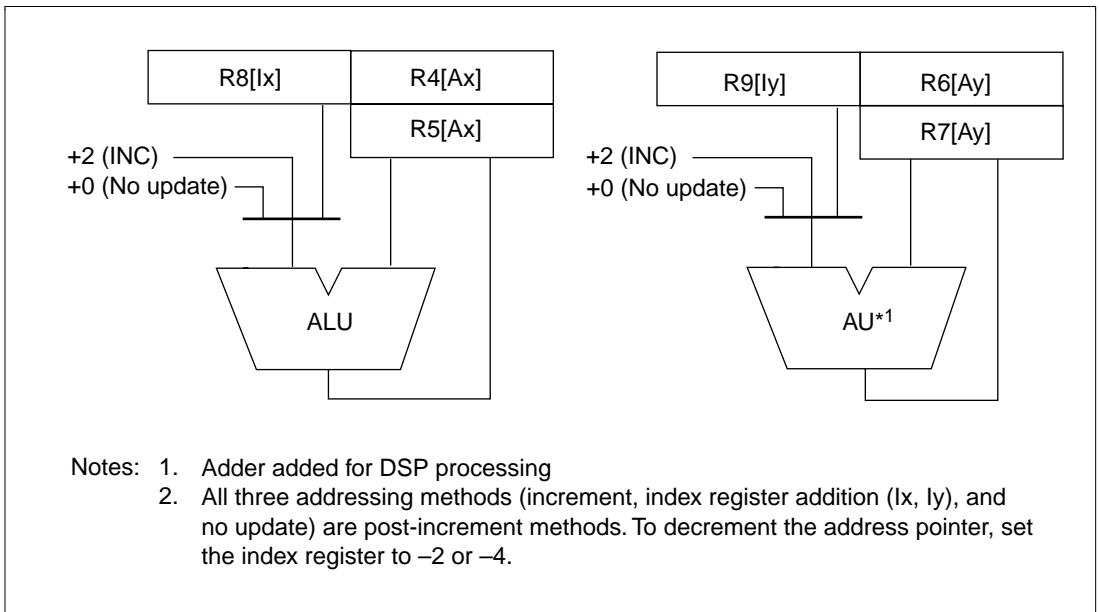 R8[Ix] R4[Ax]
R5[Ax]
+2 (INC)
+0 (No update)
ALU
R9[Iy] R6[Ay]
R7[Ay]
+2 (INC)
+0 (No update)
AU*1
Notes: 1. Adder added for DSP processing
2. All three addressing methods (increment, index register addition (Ix, Iy), and
no update) are post-increment methods. To decrement the address pointer, set
the index register to –2 or –4.